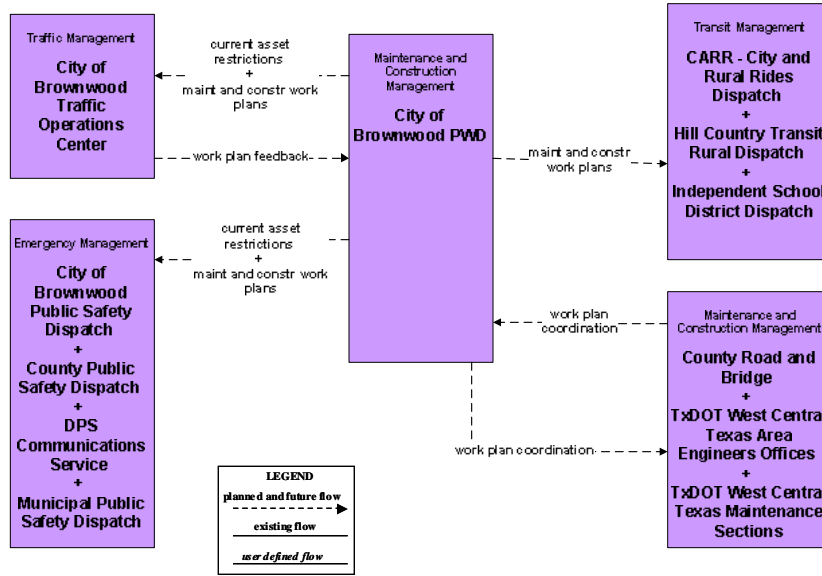 Traffic Management
City of
Brownwood
Traffic
Operations
Center
current asset
restrictions
+
maint and constr work
plans
work plan feedback
Maintenance and
Construction
Management
City of
Brownwood PWD
Transit Management
CARR - City and
Rural Rides
Dispatch
+
Hill Country Transit
Rural Dispatch
+
Independent School
District Dispatch
maint and constr
work plans
Emergency Management
City of
Brownwood
Public Safety
Dispatch
+
County Public
Safety Dispatch
+
DPS
Communications
Service
+
Municipal Public
Safety Dispatch
current asset
restrictions
+
maint and constr work
plans
work plan
coordination
work plan coordination
Maintenance and
Construction Management
County Road and
Bridge
+
TxDOT West Central
Texas Area
Engineers Offices
+
TxDOT West Central
Texas Maintenance
Sections
LEGEND
planned and future flow
existing flow
user defined flow